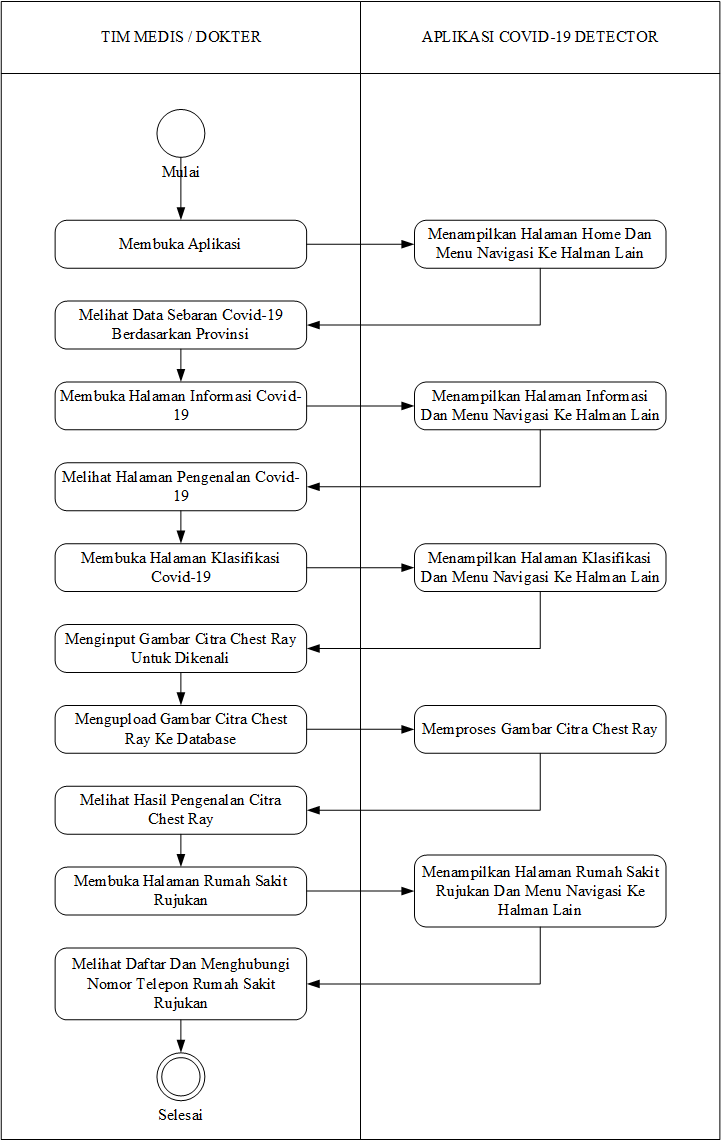 TIM MEDIS / DOKTER
APLIKASI COVID-19 DETECTOR
Mulai
Membuka Aplikasi
Menampilkan Halaman Home Dan
Menu Navigasi Ke Halman Lain
Melihat Data Sebaran Covid-19
Berdasarkan Provinsi
Membuka Halaman Informasi Covid-
19
Menampilkan Halaman Informasi
Dan Menu Navigasi Ke Halman Lain
Melihat Halaman Pengenalan Covid-
19
Membuka Halaman Klasifikasi
Covid-19
Menampilkan Halaman Klasifikasi
Dan Menu Navigasi Ke Halman Lain
Menginput Gambar Citra Chest Ray
Untuk Dikenali
Mengupload Gambar Citra Chest
Ray Ke Database
Memproses Gambar Citra Chest Ray
Melihat Hasil Pengenalan Citra
Chest Ray
Membuka Halaman Rumah Sakit
Rujukan
Menampilkan Halaman Rumah Sakit
Rujukan Dan Menu Navigasi Ke
Halman Lain
Melihat Daftar Dan Menghubungi
Nomor Telepon Rumah Sakit
Rujukan
Selesai